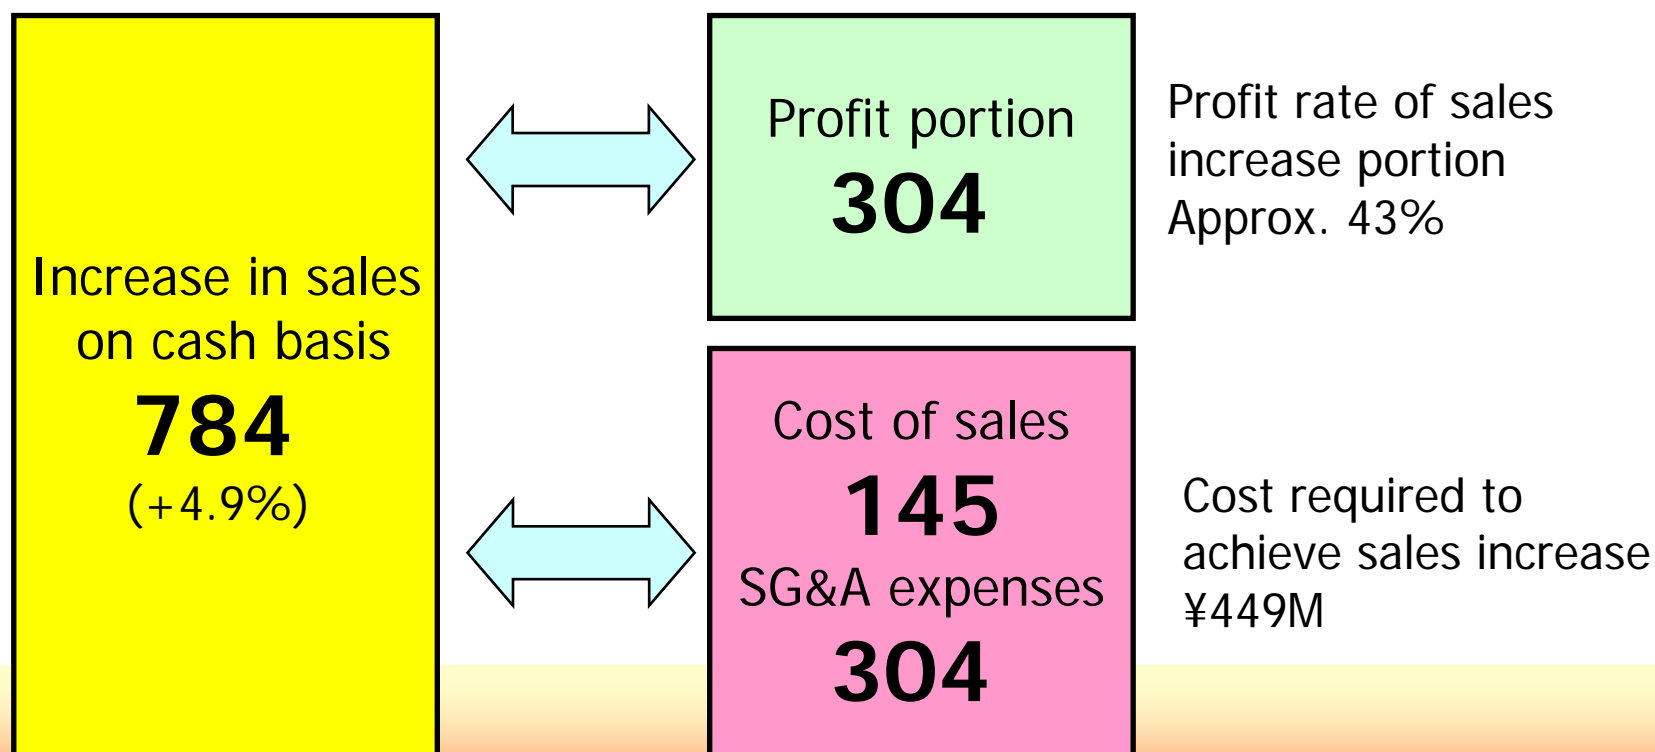 Increase in sales
on cash basis
784
(+4.9%)
Profit portion
304
Profit rate of sales
increase portion
Approx. 43%
Cost of sales
145
SG&A expenses
304
Cost required to
achieve sales increase
¥449M